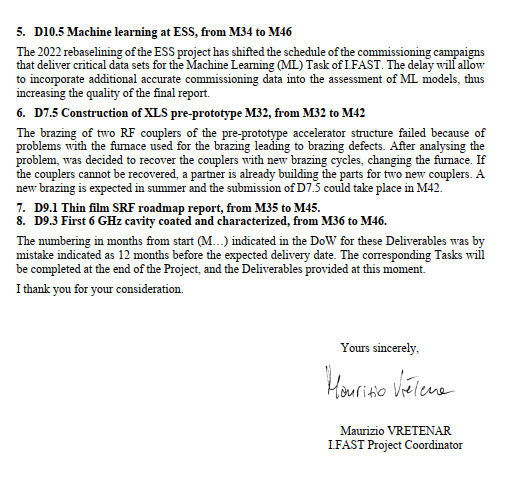 5. D10.5 Machine learning at ESS, from M34 to M46
The 2022 rebaselining of the ESS project has shifted the schedule of the commissioning campaigns
that deliver critical data sets for the Machine Learning (ML) Task of I.FAST. The delay will allow
to incorporate additional accurate commissioning data into the assessment of ML models, thus
increasing the quality of the final report.
6. D7.5 Construction of XLS pre-prototype M32, from M32 to M42
The brazing of two RF couplers of the pre-prototype accelerator structure failed because of
problems with the furnace used for the brazing leading to brazing defects. After analysing the
problem, was decided to recover the couplers with new brazing cycles, changing the furnace. If
the couplers cannot be recovered, a partner is already building the parts for two new couplers. A
new brazing is expected in summer and the submission of D7.5 could take place in M42.
7. D9.1 Thin film SRF roadmap report, from M35 to M45.
8. D9.3 First 6 GHz cavity coated and characterized, from M36 to M46.
The numbering in months from start (M…) indicated in the DoW for these Deliverables was by
mistake indicated as 12 months before the expected delivery date. The corresponding Tasks will
be completed at the end of the Project, and the Deliverables provided at this moment.
I thank you for your consideration.
Yours sincerely,
Maurizio Vretenar
Maurizio VRETENAR
I.FAST Project Coordinator